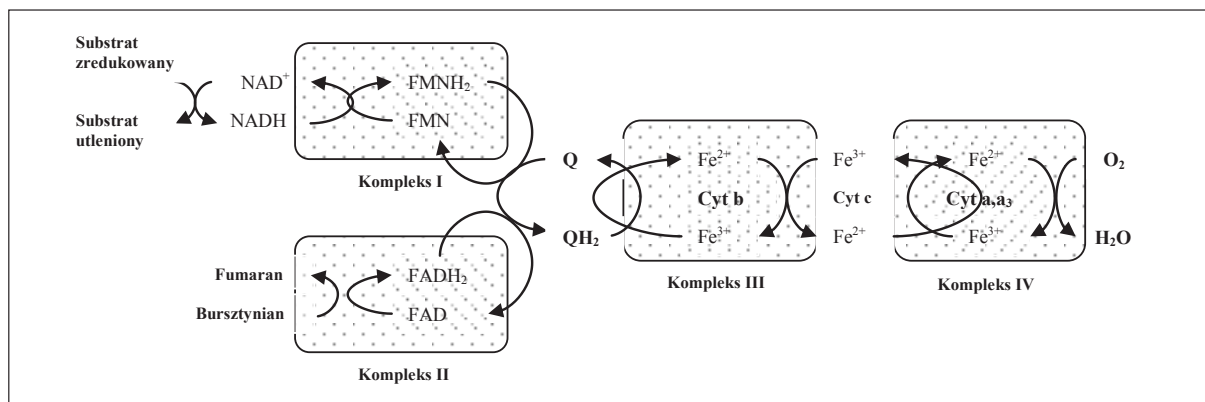 Substrat
zredukowany
NAD⁺
FMNH₂
Substrat
utleniony
NADH
FMN
Kompleks I
Q
Fe²⁺
Fe³⁺
Fe²⁺
O₂
Cyt b
Cyt c
Cyt a,a₃
QH₂
Fe³⁺
Fe²⁺
Fe³⁺
H₂O
Kompleks III
Kompleks IV
Fumaran
FADH₂
Bursztynian
FAD
Kompleks II